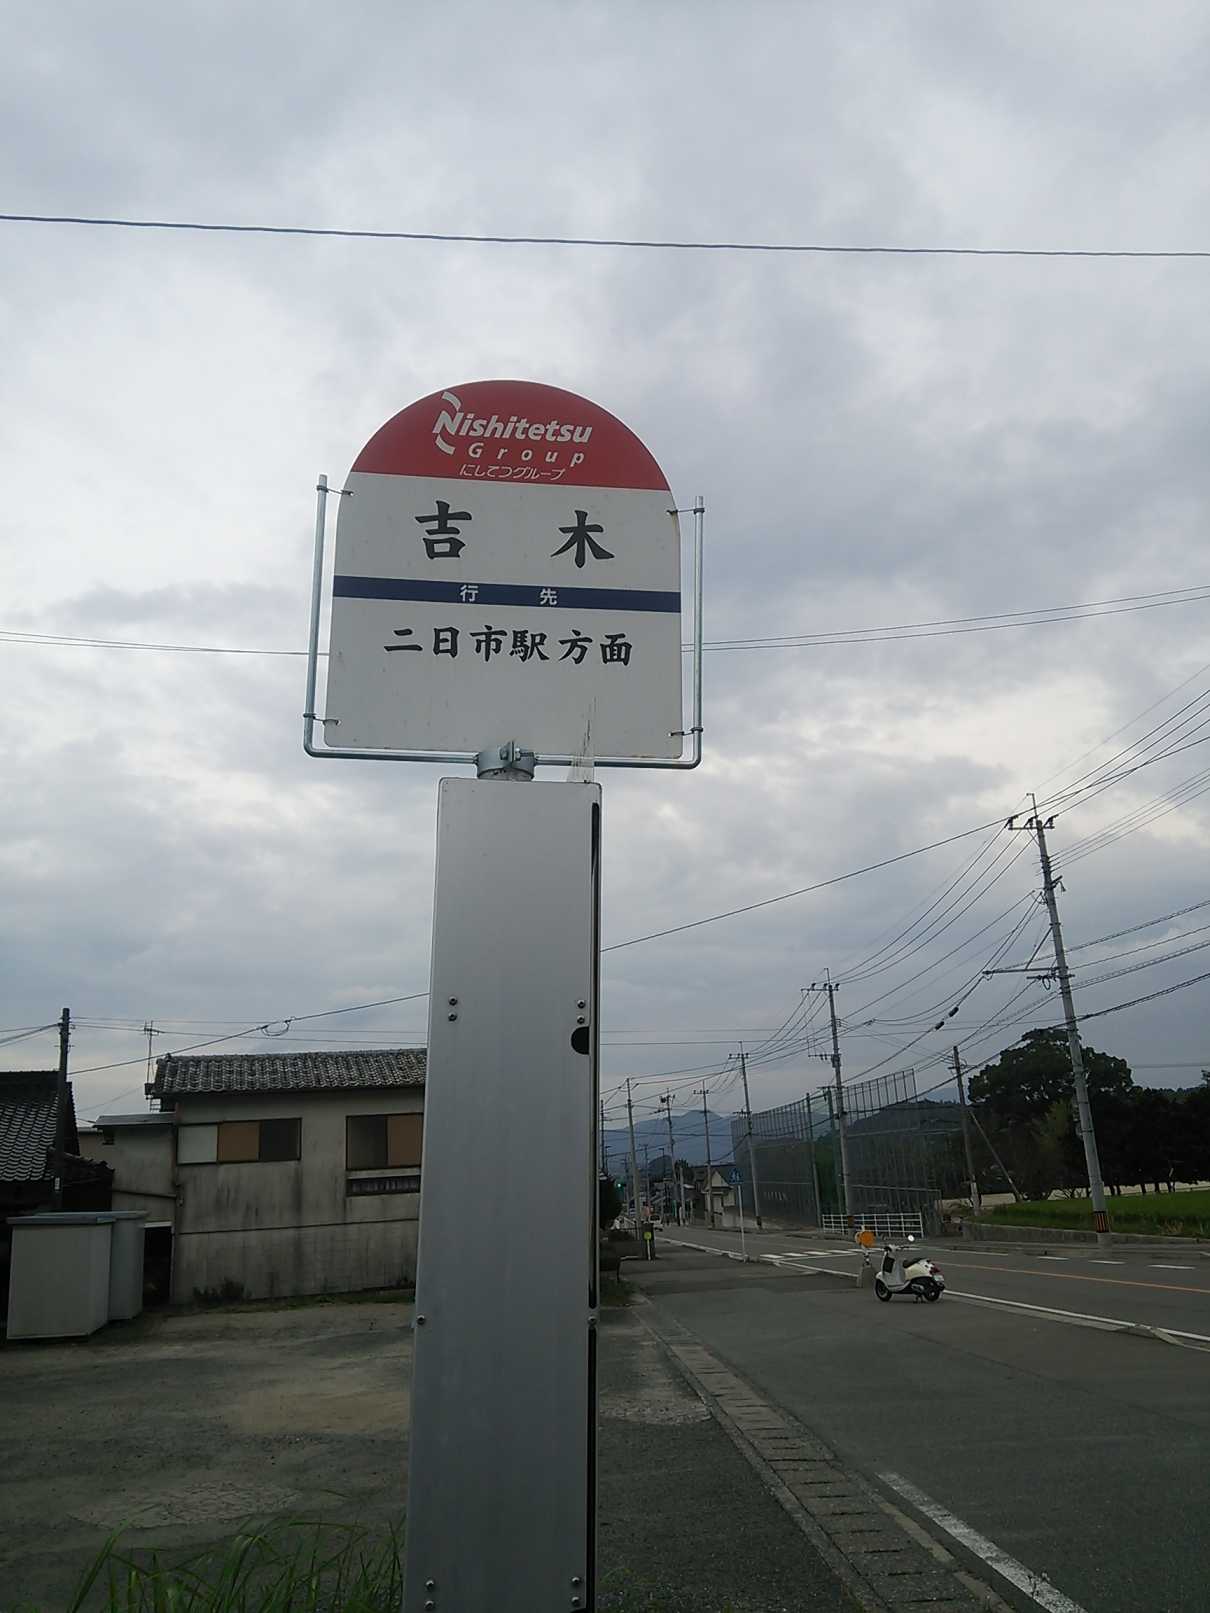 Nishitetsu
Group
にしてつグループ
吉木
行先
二日市駅方面